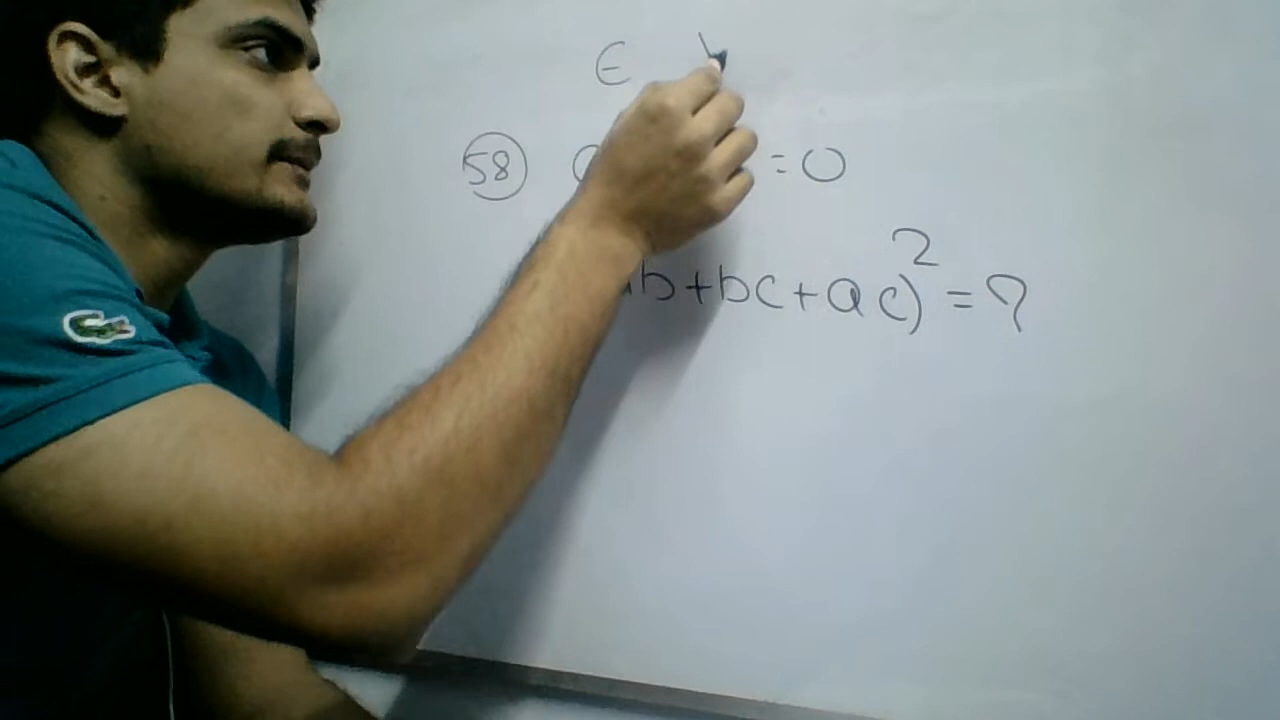 E
58 = 0
b+bc+ac)² = ?